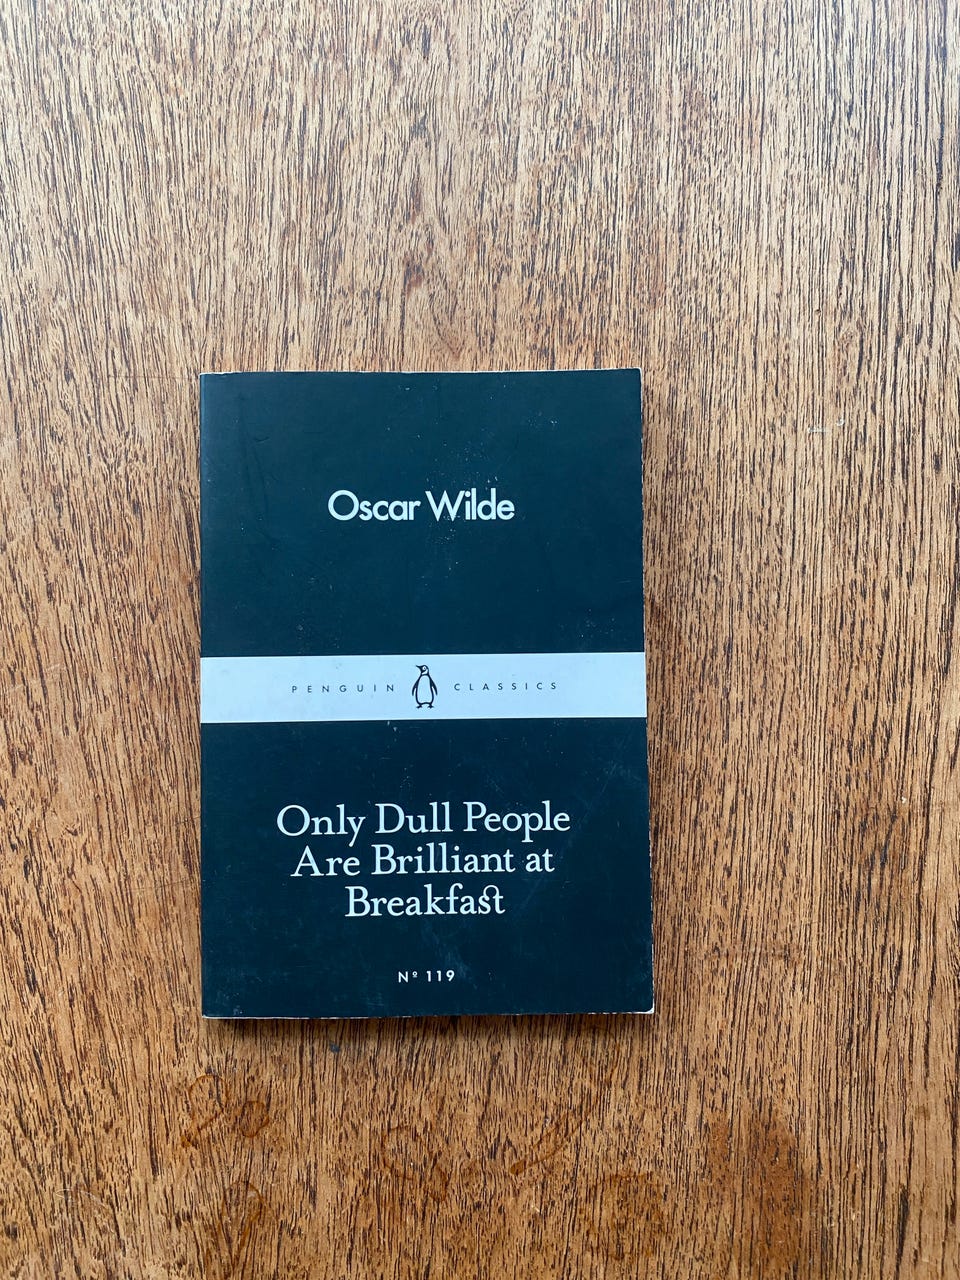 Oscar Wilde
PENGUIN CLASSICS
Only Dull People
Are Brilliant at
Breakfast
Nº 119